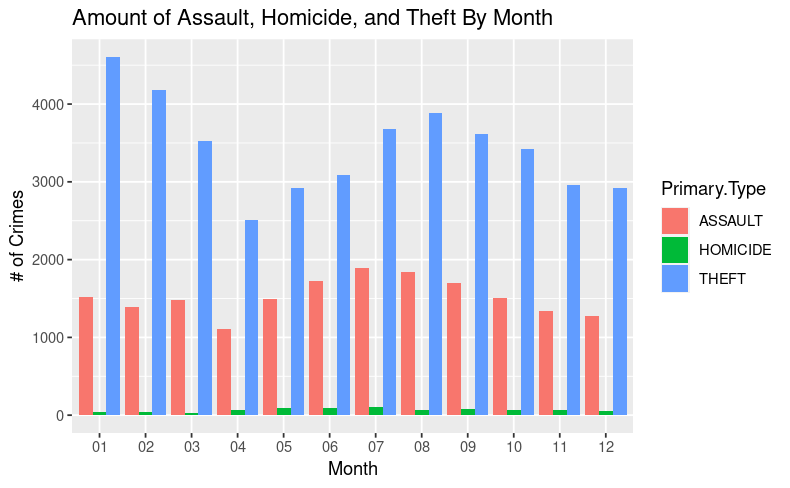 Amount of Assault, Homicide, and Theft By Month
# of Crimes
4000
3000
2000
1000
0
01 02 03 04 05 06 07 08 09 10 11 12
Month
Primary.Type
ASSAULT
HOMICIDE
THEFT